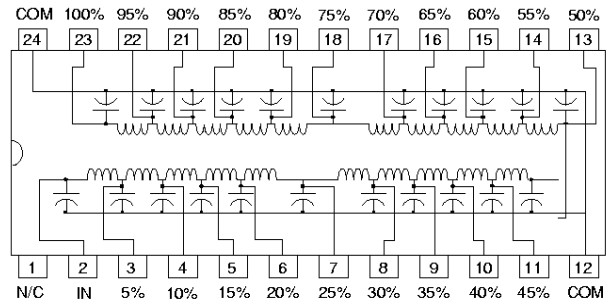 COM 100% 95% 90% 85% 80% 75% 70% 65% 60% 55% 50%
24 23 22 21 20 19 18 17 16 15 14 13
1 2 3 4 5 6 7 8 9 10 11 12
N/C IN 5% 10% 15% 20% 25% 30% 35% 40% 45% COM